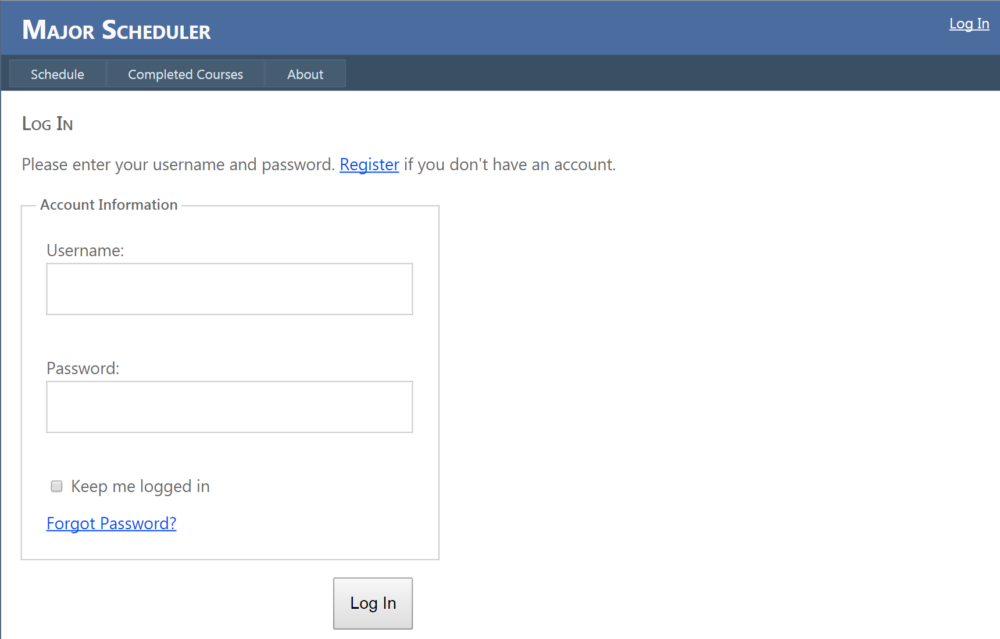 Major Scheduler
Log In
Schedule Completed Courses About
Log In
Please enter your username and password. Register if you don't have an account.
Account Information
Username:
Password:
Keep me logged in
Forgot Password?
Log In